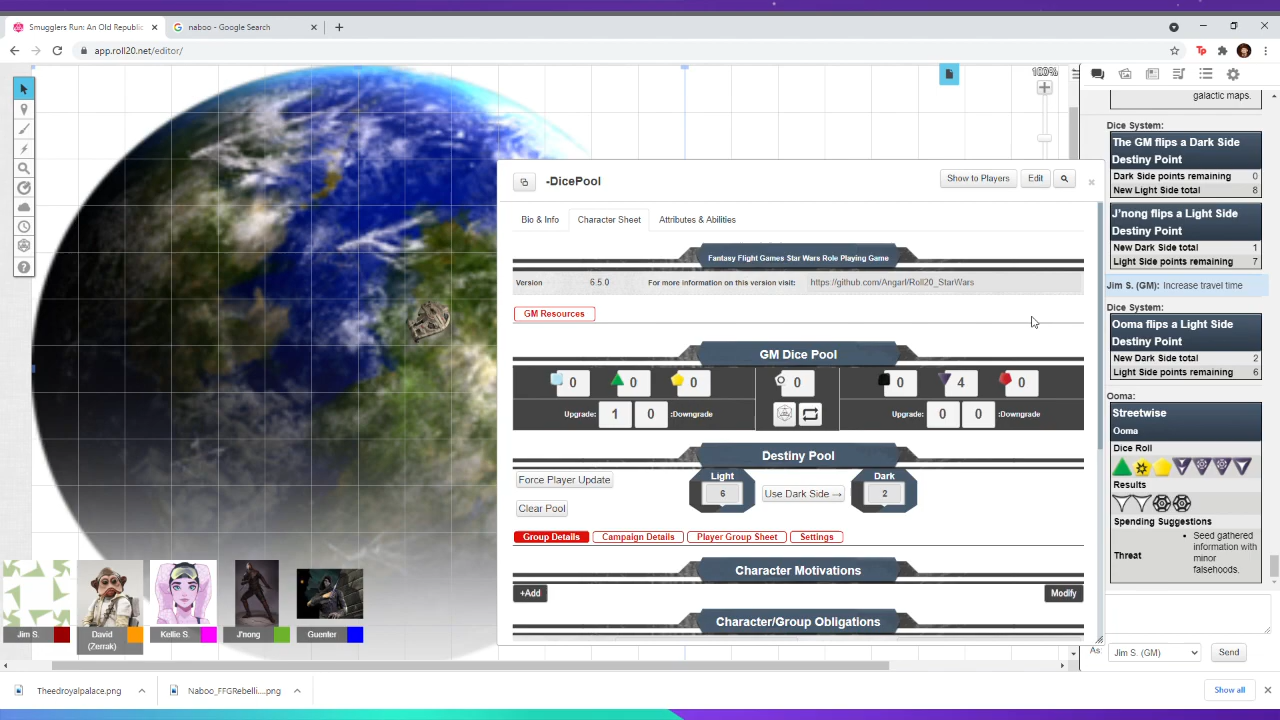 Smugglers Run: An Old Republic
naboo - Google Search
app.roll20.net/editor/
100%
galactic maps.
Dice System:
The GM flips a Dark Side
Destiny Point
Dark Side points remaining 0
New Light Side total 8
J'nong flips a Light Side
Destiny Point
New Dark Side total 1
Light Side points remaining 7
Jim S. (GM): Increase travel time
Dice System:
Ooma flips a Light Side
Destiny Point
New Dark Side total 2
Light Side points remaining 6
Ooma:
Streetwise
Ooma
Dice Roll
Results
Spending Suggestions
Threat
Seed gathered
information with
minor
falsehoods.
As: Jim S. (GM) Send
-DicePool
Show to Players Edit
Bio & Info Character Sheet Attributes & Abilities
Fantasy Flight Games Star Wars Role Playing Game
Version 6.5.0 For more information on this version visit: https://github.com/Angarl/Roll20_StarWars
GM Resources
GM Dice Pool
0 0 0 0 0 4 0
Upgrade: 1 0 :Downgrade Upgrade: 0 0 :Downgrade
Destiny Pool
Force Player Update
Clear Pool
Light
6
Use Dark Side →
Dark
2
Group Details Campaign Details Player Group Sheet Settings
Character Motivations
+Add Modify
Character/Group Obligations
Jim S.
David
(Zerrak)
Kellie S.
J'nong
Guenter
Theedroyalpalace.png
Naboo_FFGRebelli....png
Show all